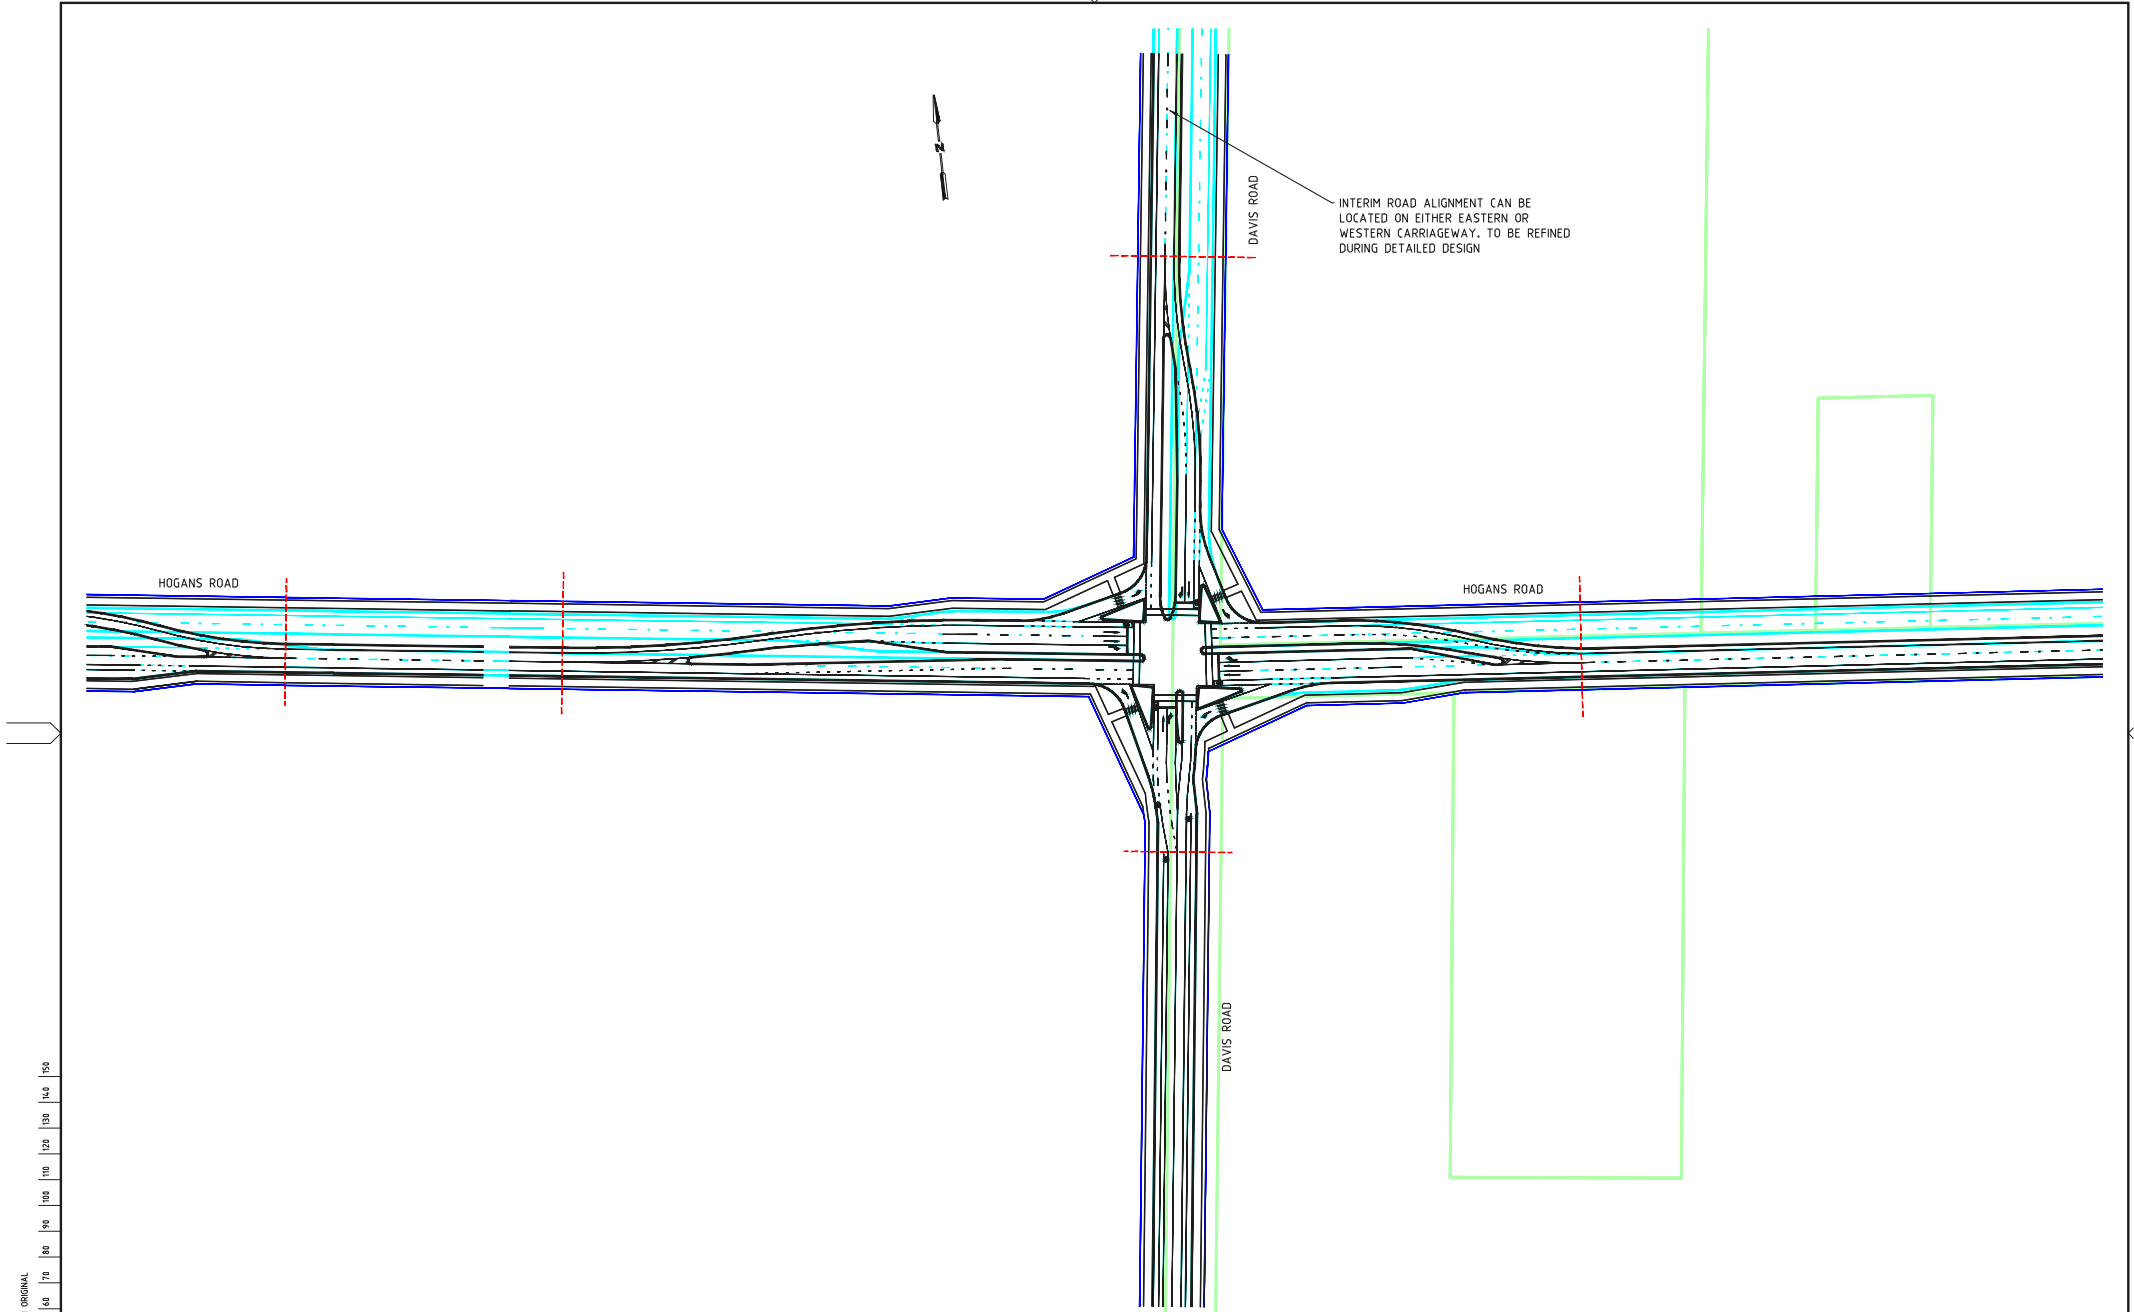 N
DAVIS ROAD
INTERIM ROAD ALIGNMENT CAN BE
LOCATED ON EITHER EASTERN OR
WESTERN CARRIAGEWAY. TO BE REFINED
DURING DETAILED DESIGN
HOGANS ROAD
HOGANS ROAD
DAVIS ROAD
150
140
130
120
110
100
90
80
70
60
ORIGINAL